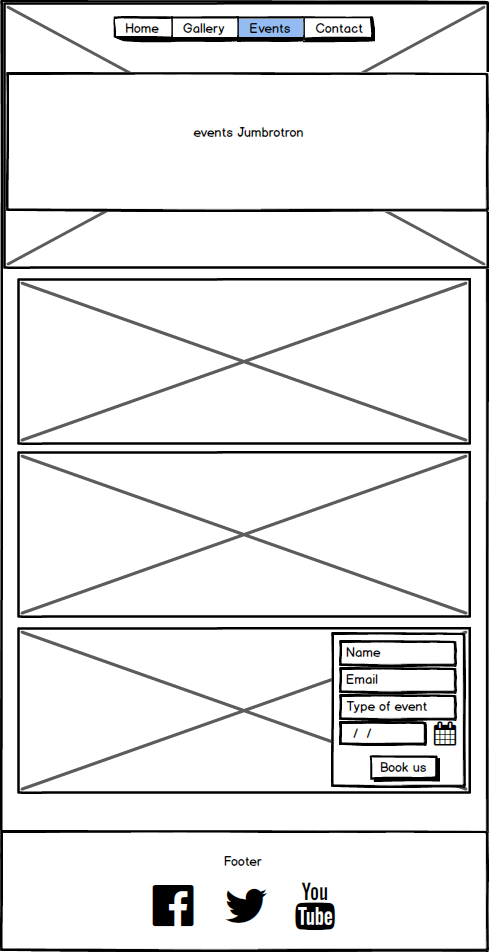 Home Gallery Events Contact
events Jumbrotron
Name
Email
Type of event
/ /
Book us
Footer
You
Tube